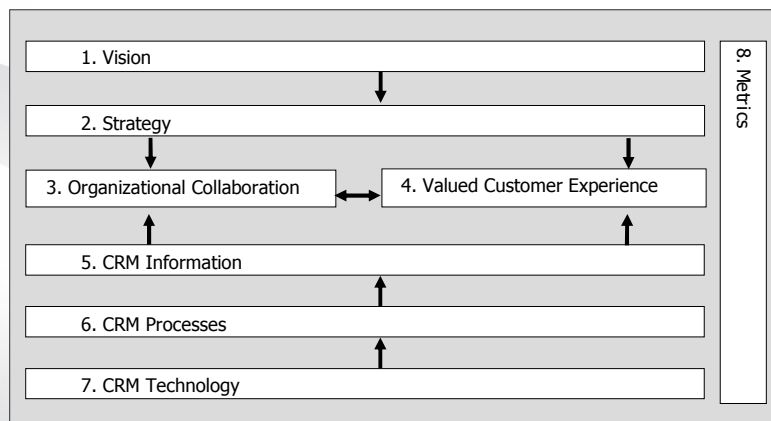 1. Vision
2. Strategy
3. Organizational Collaboration
4. Valued Customer Experience
5. CRM Information
6. CRM Processes
7. CRM Technology
8. Metrics